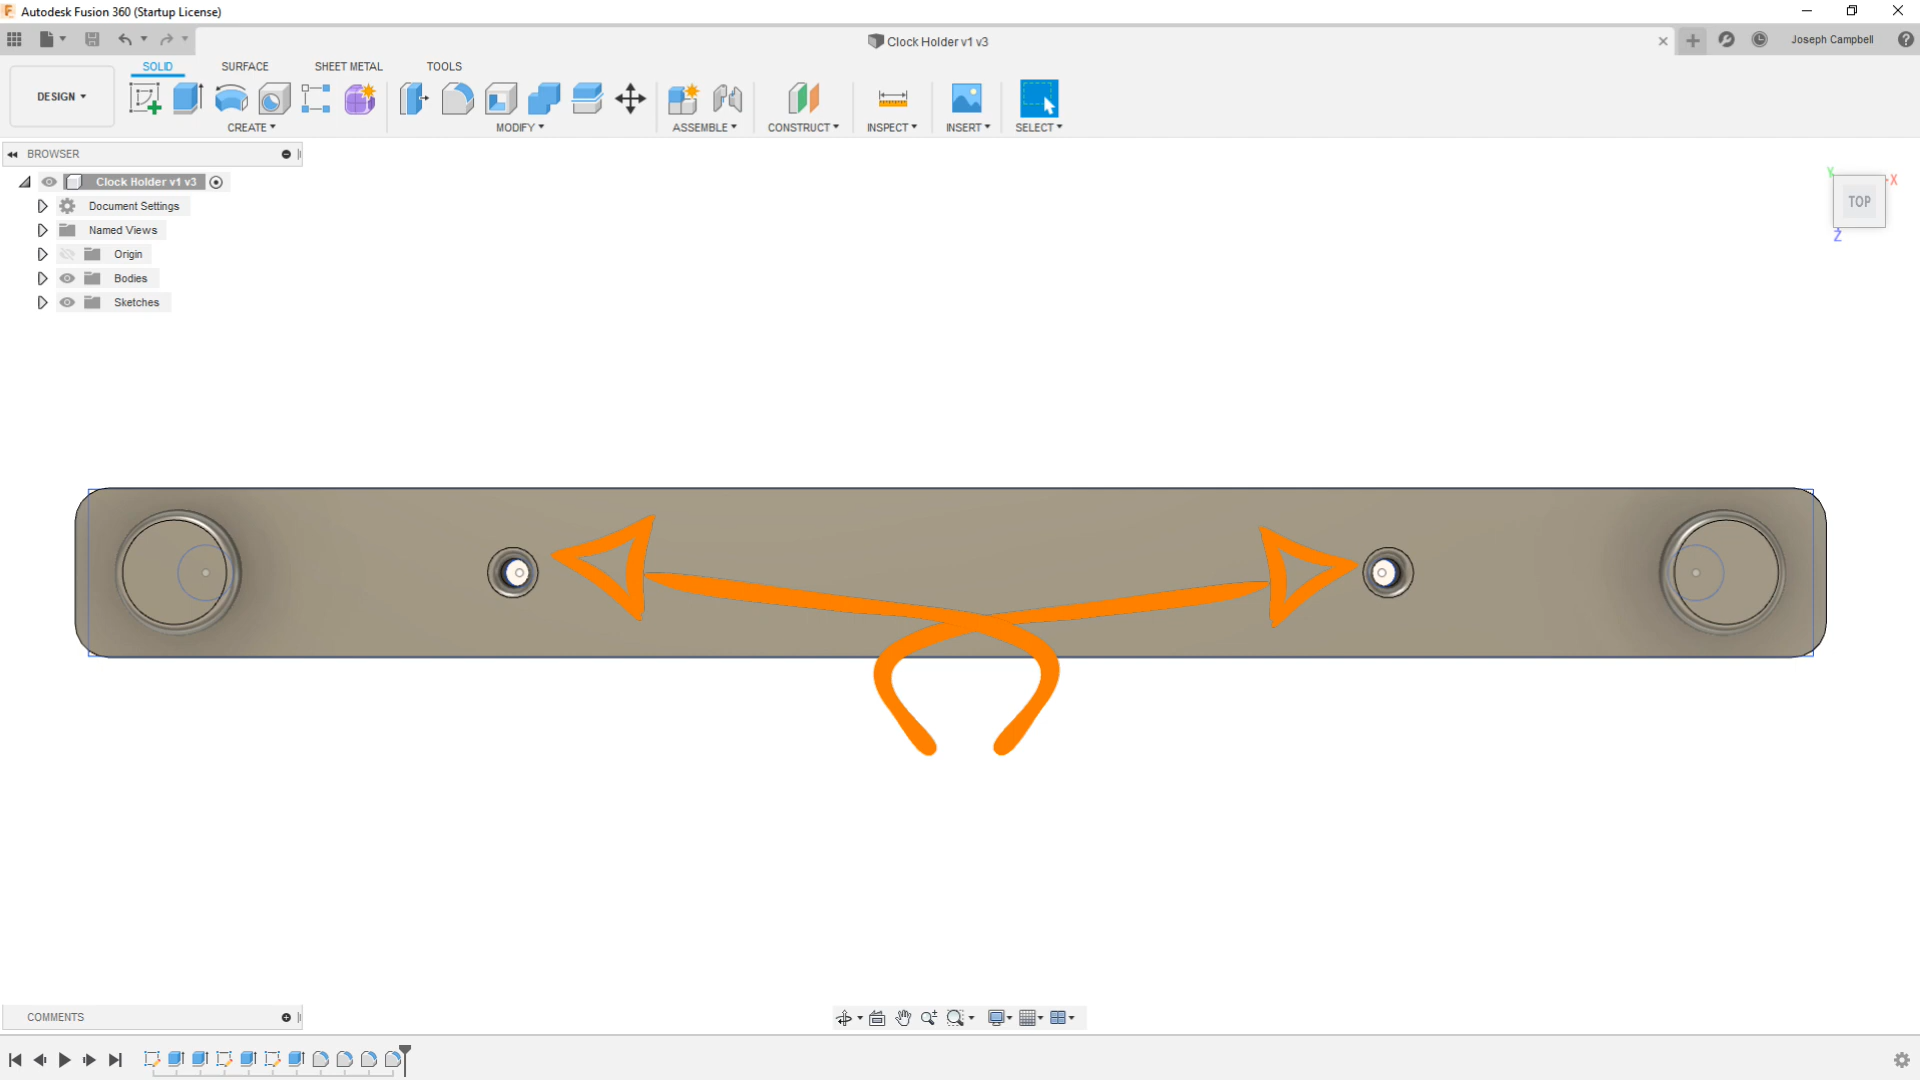 Autodesk Fusion 360 (Startup License)
Clock Holder v1 v3
Joseph Campbell
SOLID SURFACE SHEET METAL TOOLS
DESIGN
CREATE MODIFY ASSEMBLE CONSTRUCT INSPECT INSERT SELECT
BROWSER
Clock Holder v1 v3
Document Settings
Named Views
Origin
Bodies
Sketches
Y
X
TOP
Z
COMMENTS